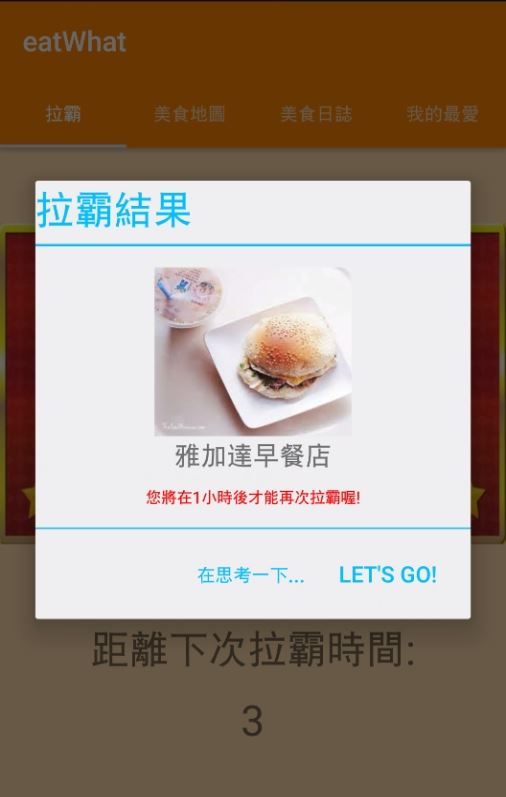 eatWhat
拉霸 美食地圖 美食日誌 我的最愛
拉霸結果
雅加達早餐店
您將在1小時後才能再次拉霸喔!
在思考一下... LET'S GO!
距離下次拉霸時間:
3